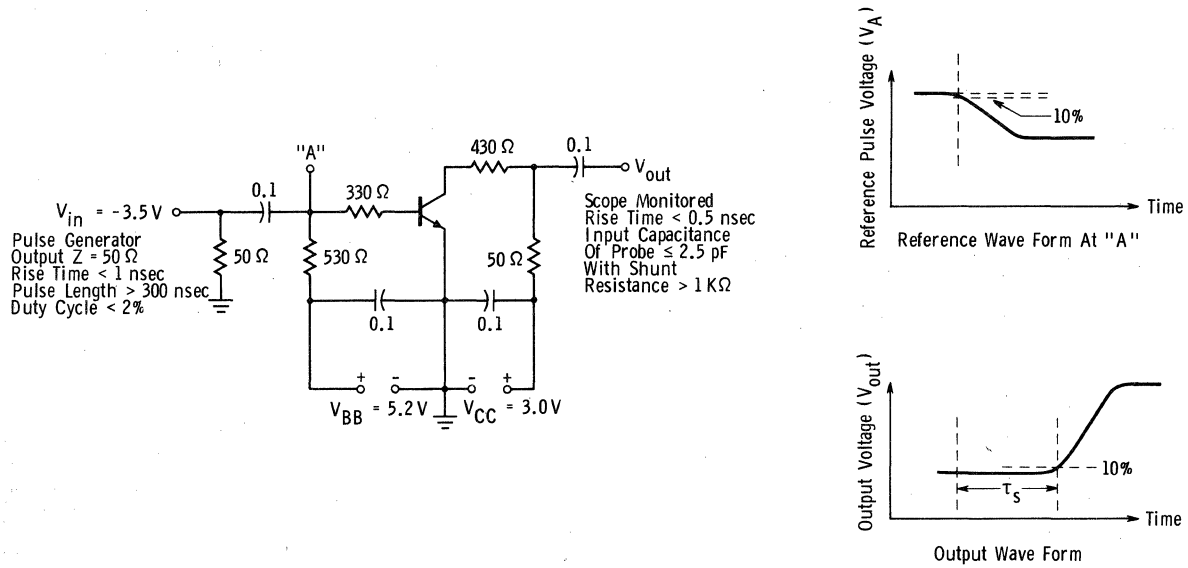 "A"
0.1
330 Ω
430 Ω
0.1
V_out
V_in = -3.5 V
Pulse Generator
Output Z = 50 Ω
Rise Time < 1 nsec
Pulse Length > 300 nsec
Duty Cycle < 2%
50 Ω
530 Ω
50 Ω
Scope Monitored
Rise Time < 0.5 nsec
Input Capacitance
Of Probe ≤ 2.5 pF
With Shunt
Resistance > 1 KΩ
0.1
0.1
+ - - +
V_BB = 5.2 V
V_CC = 3.0 V
Reference Pulse Voltage (V_A)
10%
Time
Reference Wave Form At "A"
Output Voltage (V_out)
10%
τ_s
Time
Output Wave Form